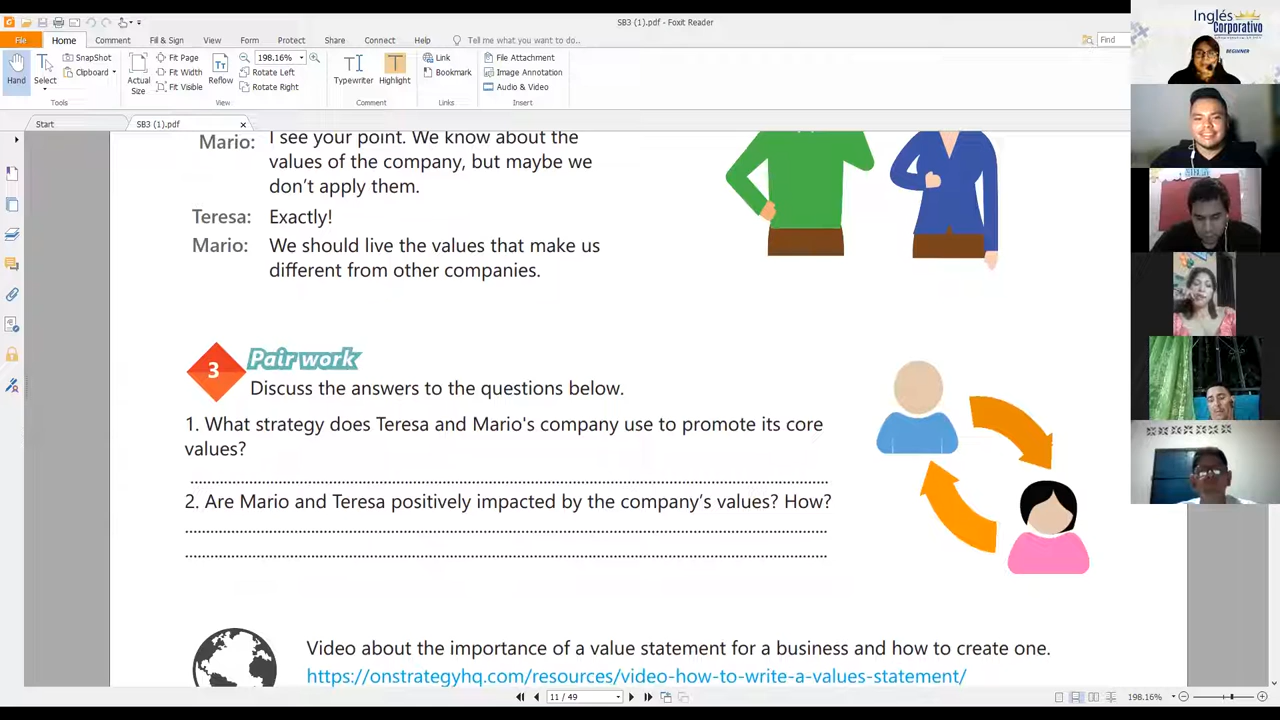 SB3 (1).pdf - Foxit Reader
File Home Comment Fill & Sign View Form Protect Share Connect Help Tell me what you want to do.. Find
Hand Select SnapShot Clipboard Actual Size Fit Page Fit Width Fit Visible Reflow 198.16% Rotate Left Rotate Right Typewriter Highlight Link Bookmark File Attachment Image Annotation Audio & Video
Tools View Comment Links Insert
Start SB3 (1).pdf
Mario: I see your point. We know about the
values of the company, but maybe we
don't apply them.
Teresa: Exactly!
Mario: We should live the values that make us
different from other companies.
3 Pair work
Discuss the answers to the questions below.
1. What strategy does Teresa and Mario's company use to promote its core
values?
2. Are Mario and Teresa positively impacted by the company's values? How?
Video about the importance of a value statement for a business and how to create one.
https://onstrategyhq.com/resources/video-how-to-write-a-values-statement/
11 / 49 198.16%
Inglés
Corporativo
BEGINNER